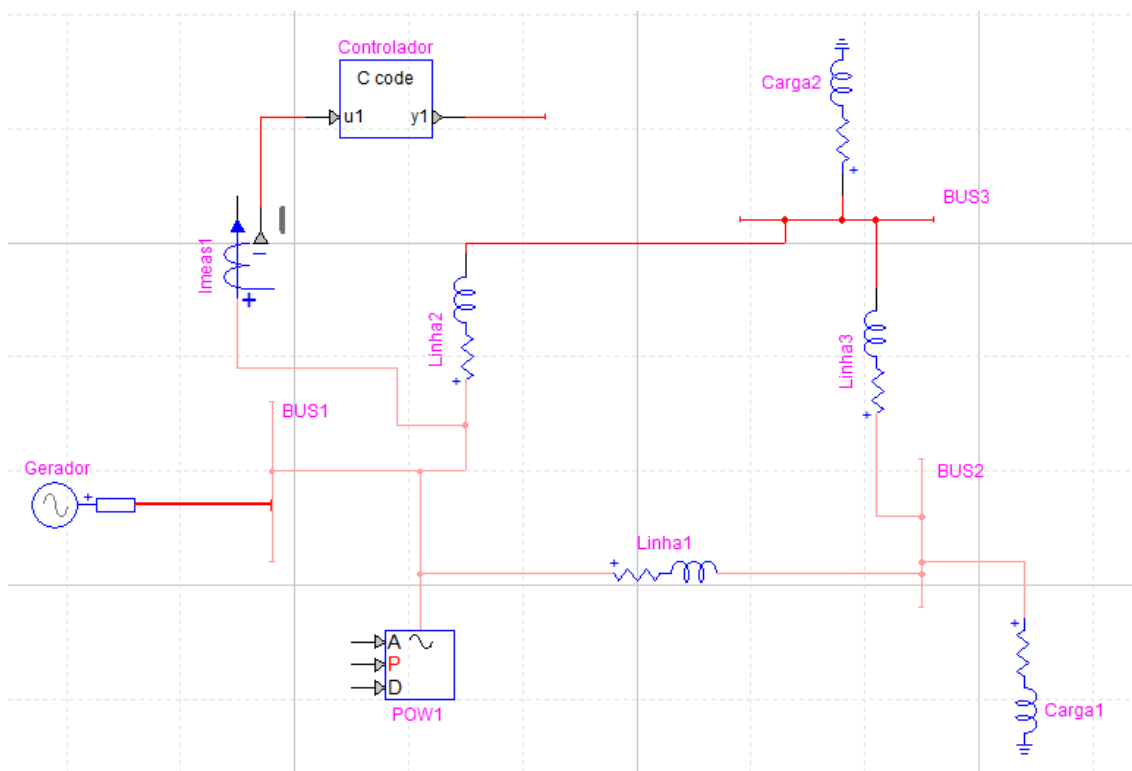 Controlador
C code
u1 y1
Carga2
BUS3
I
Imeas1
Linha2
Linha3
BUS1
Gerador
BUS2
Linha1
A
P
D
POW1
Carga1